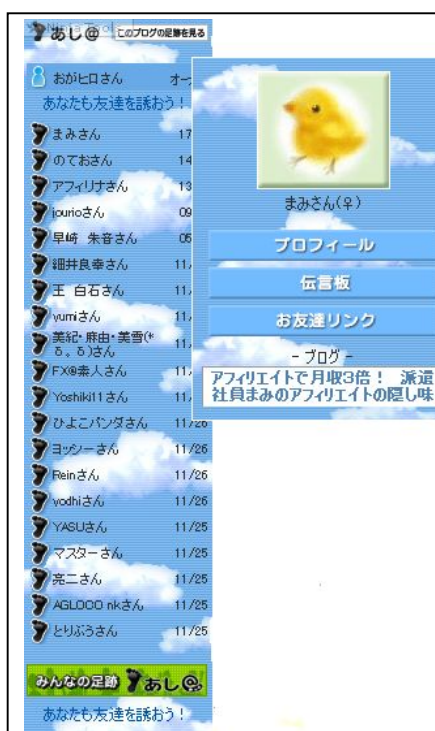 あし@ このブログの足跡を見る
おがヒロさん オー
あなたも友達を誘おう！
まみさん 17
のておさん 14
アフィリナさん 13
jourioさん 09
早崎 朱音さん 05
細井良幸さん 11/
王 白石さん 11/
yumiさん 11/
美紀・麻由・美雪(*
δ。δ)さん 11/
FX@素人さん 11/
Yoshiki11さん 11/
ひよこパンダさん 11/26
ヨッシーさん 11/26
Reinさん 11/26
yodhiさん 11/26
YASUさん 11/25
マスターさん 11/25
亮二さん 11/25
AGLOCO nkさん 11/25
とりぶうさん 11/25
みんなの足跡 あし@
あなたも友達を誘おう！
まみさん(♀)
プロフィール
伝言板
お友達リンク
- ブログ -
アフィリエイトで月収3倍！ 派遣
社員まみのアフィリエイトの隠し味